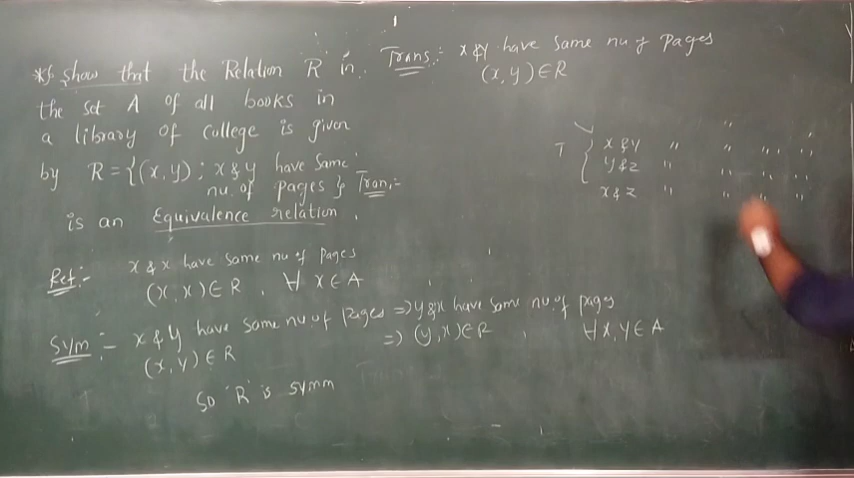 *5. Show that the Relation R in
the set A of all books in
a library of college is given
by R = {(x, y) ; x & y have same
nu. of pages }
is an Equivalence relation .
Ref:-
x & x have same nu of pages
(x, x) ∈ R , ∀ x ∈ A
Sym:- x & y have same nu of pages => y & x have same nu. of pages
(x, y) ∈ R => (y, x) ∈ R , ∀ x, y ∈ A
So 'R' is symm
Trans:- x & y have same nu of pages
(x, y) ∈ R
Tran:-
T { x & y " " " "
y & z " " " "
x & z " " " "